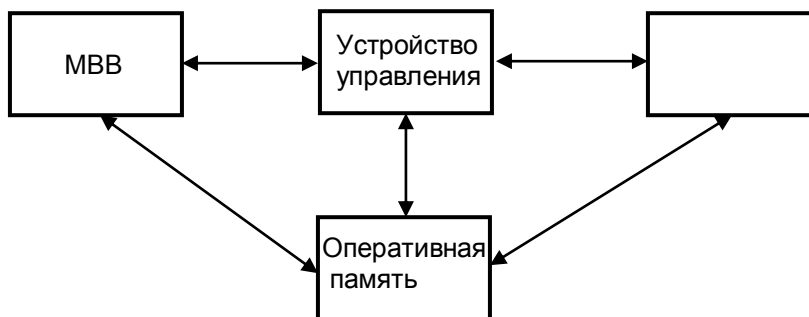 МВВ
Устройство
управления
Оперативная
память